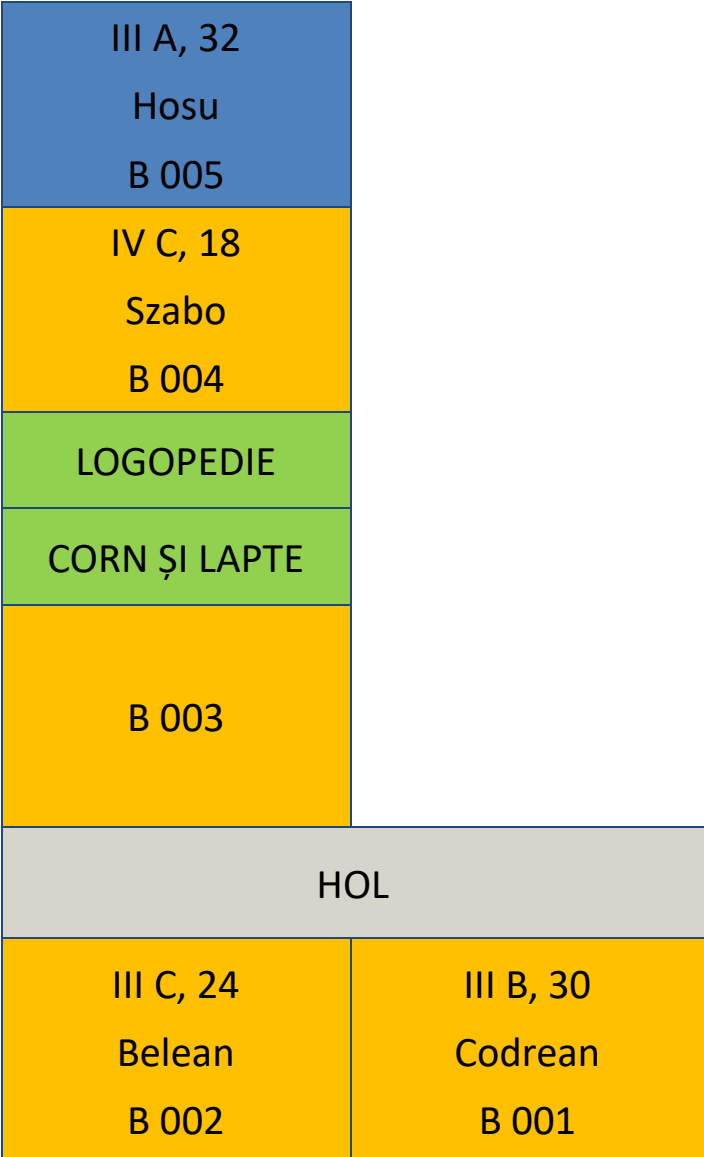 III A, 32
Hosu
B 005
IV C, 18
Szabo
B 004
LOGOPEDIE
CORN ȘI LAPTE
B 003
HOL
III C, 24
Belean
B 002
III B, 30
Codrean
B 001